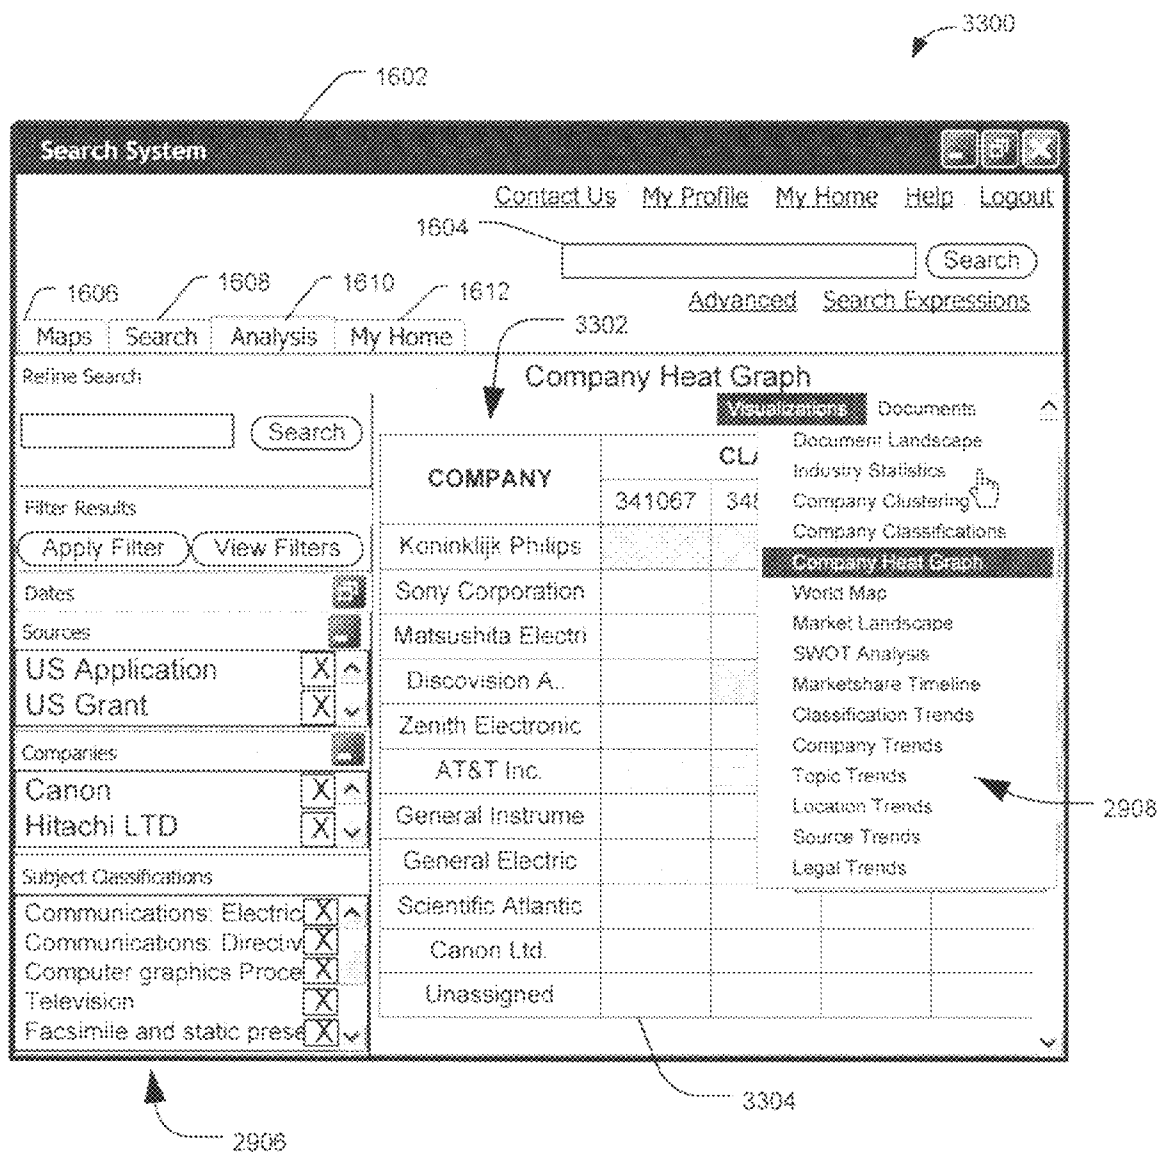 3300
1602
Search System
Contact Us My Profile My Home Help Logout
1604
Search
1606 1608 1610 1612
Advanced Search Expressions
3302
Maps Search Analysis My Home
Refine Search
Company Heat Graph
Visualizations Documents
Search
Document Landscape
COMPANY
CLA
Industry Statistics
341067 348
Company Clustering
Filter Results
Company Classifications
Apply Filter View Filters
Koninklijk Philips
Company Heat Graph
Dates
Sony Corporation
World Map
Sources
Matsushita Electri
Market Landscape
SWOT Analysis
US Application X
Discovision A..
Marketshare Timeline
US Grant X
Zenith Electronic
Classification Trends
Companies
Company Trends
AT&T Inc.
Topic Trends
Canon X
General Instrume
Location Trends
2908
Hitachi LTD X
Source Trends
General Electric
Legal Trends
Subject Classifications
Communications: Electric X
Scientific Atlantic
Communications: Directiv X
Canon Ltd.
Computer graphics Proce X
Television X
Unassigned
Facsimile and static prese X
3304
2906